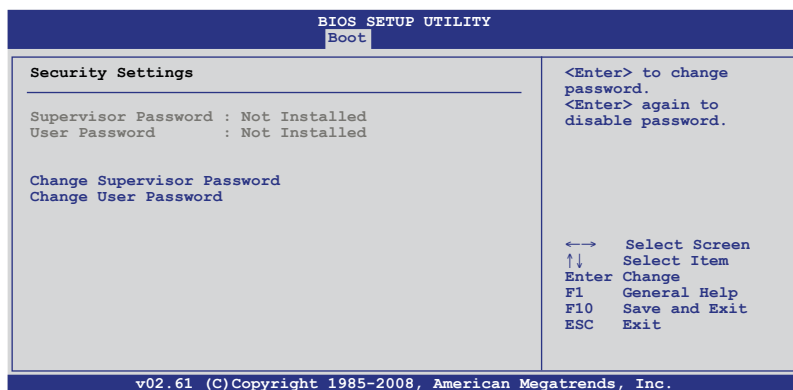 BIOS SETUP UTILITY
Boot
Security Settings
Supervisor Password : Not Installed
User Password : Not Installed
Change Supervisor Password
Change User Password
<Enter> to change
password.
<Enter> again to
disable password.
←→ Select Screen
↑↓ Select Item
Enter Change
F1 General Help
F10 Save and Exit
ESC Exit
v02.61 (C)Copyright 1985-2008, American Megatrends, Inc.